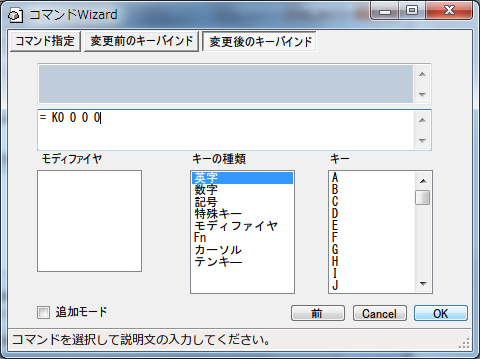 コマンドWizard
コマンド指定 変更前のキーバインド 変更後のキーバインド
= KO O O O
モディファイヤ キーの種類 キー
英字
数字
記号
特殊キー
モディファイヤ
Fn
カーソル
テンキー
A
B
C
D
E
F
G
H
I
J
追加モード 前 Cancel OK
コマンドを選択して説明文の入力してください。